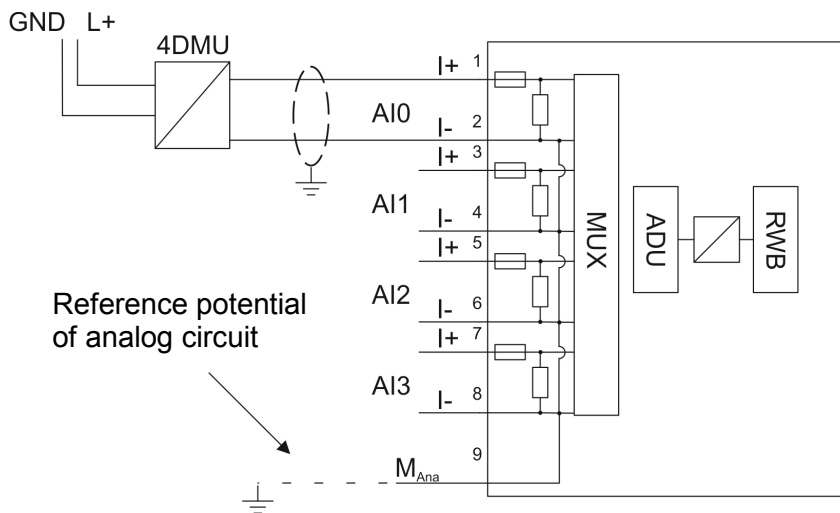 GND L+
4DMU
I+ 1
AI0
I- 2
I+ 3
AI1
I- 4
I+ 5
AI2
I- 6
I+ 7
AI3
I- 8
9
MAna
MUX
ADU
RWB
Reference potential
of analog circuit